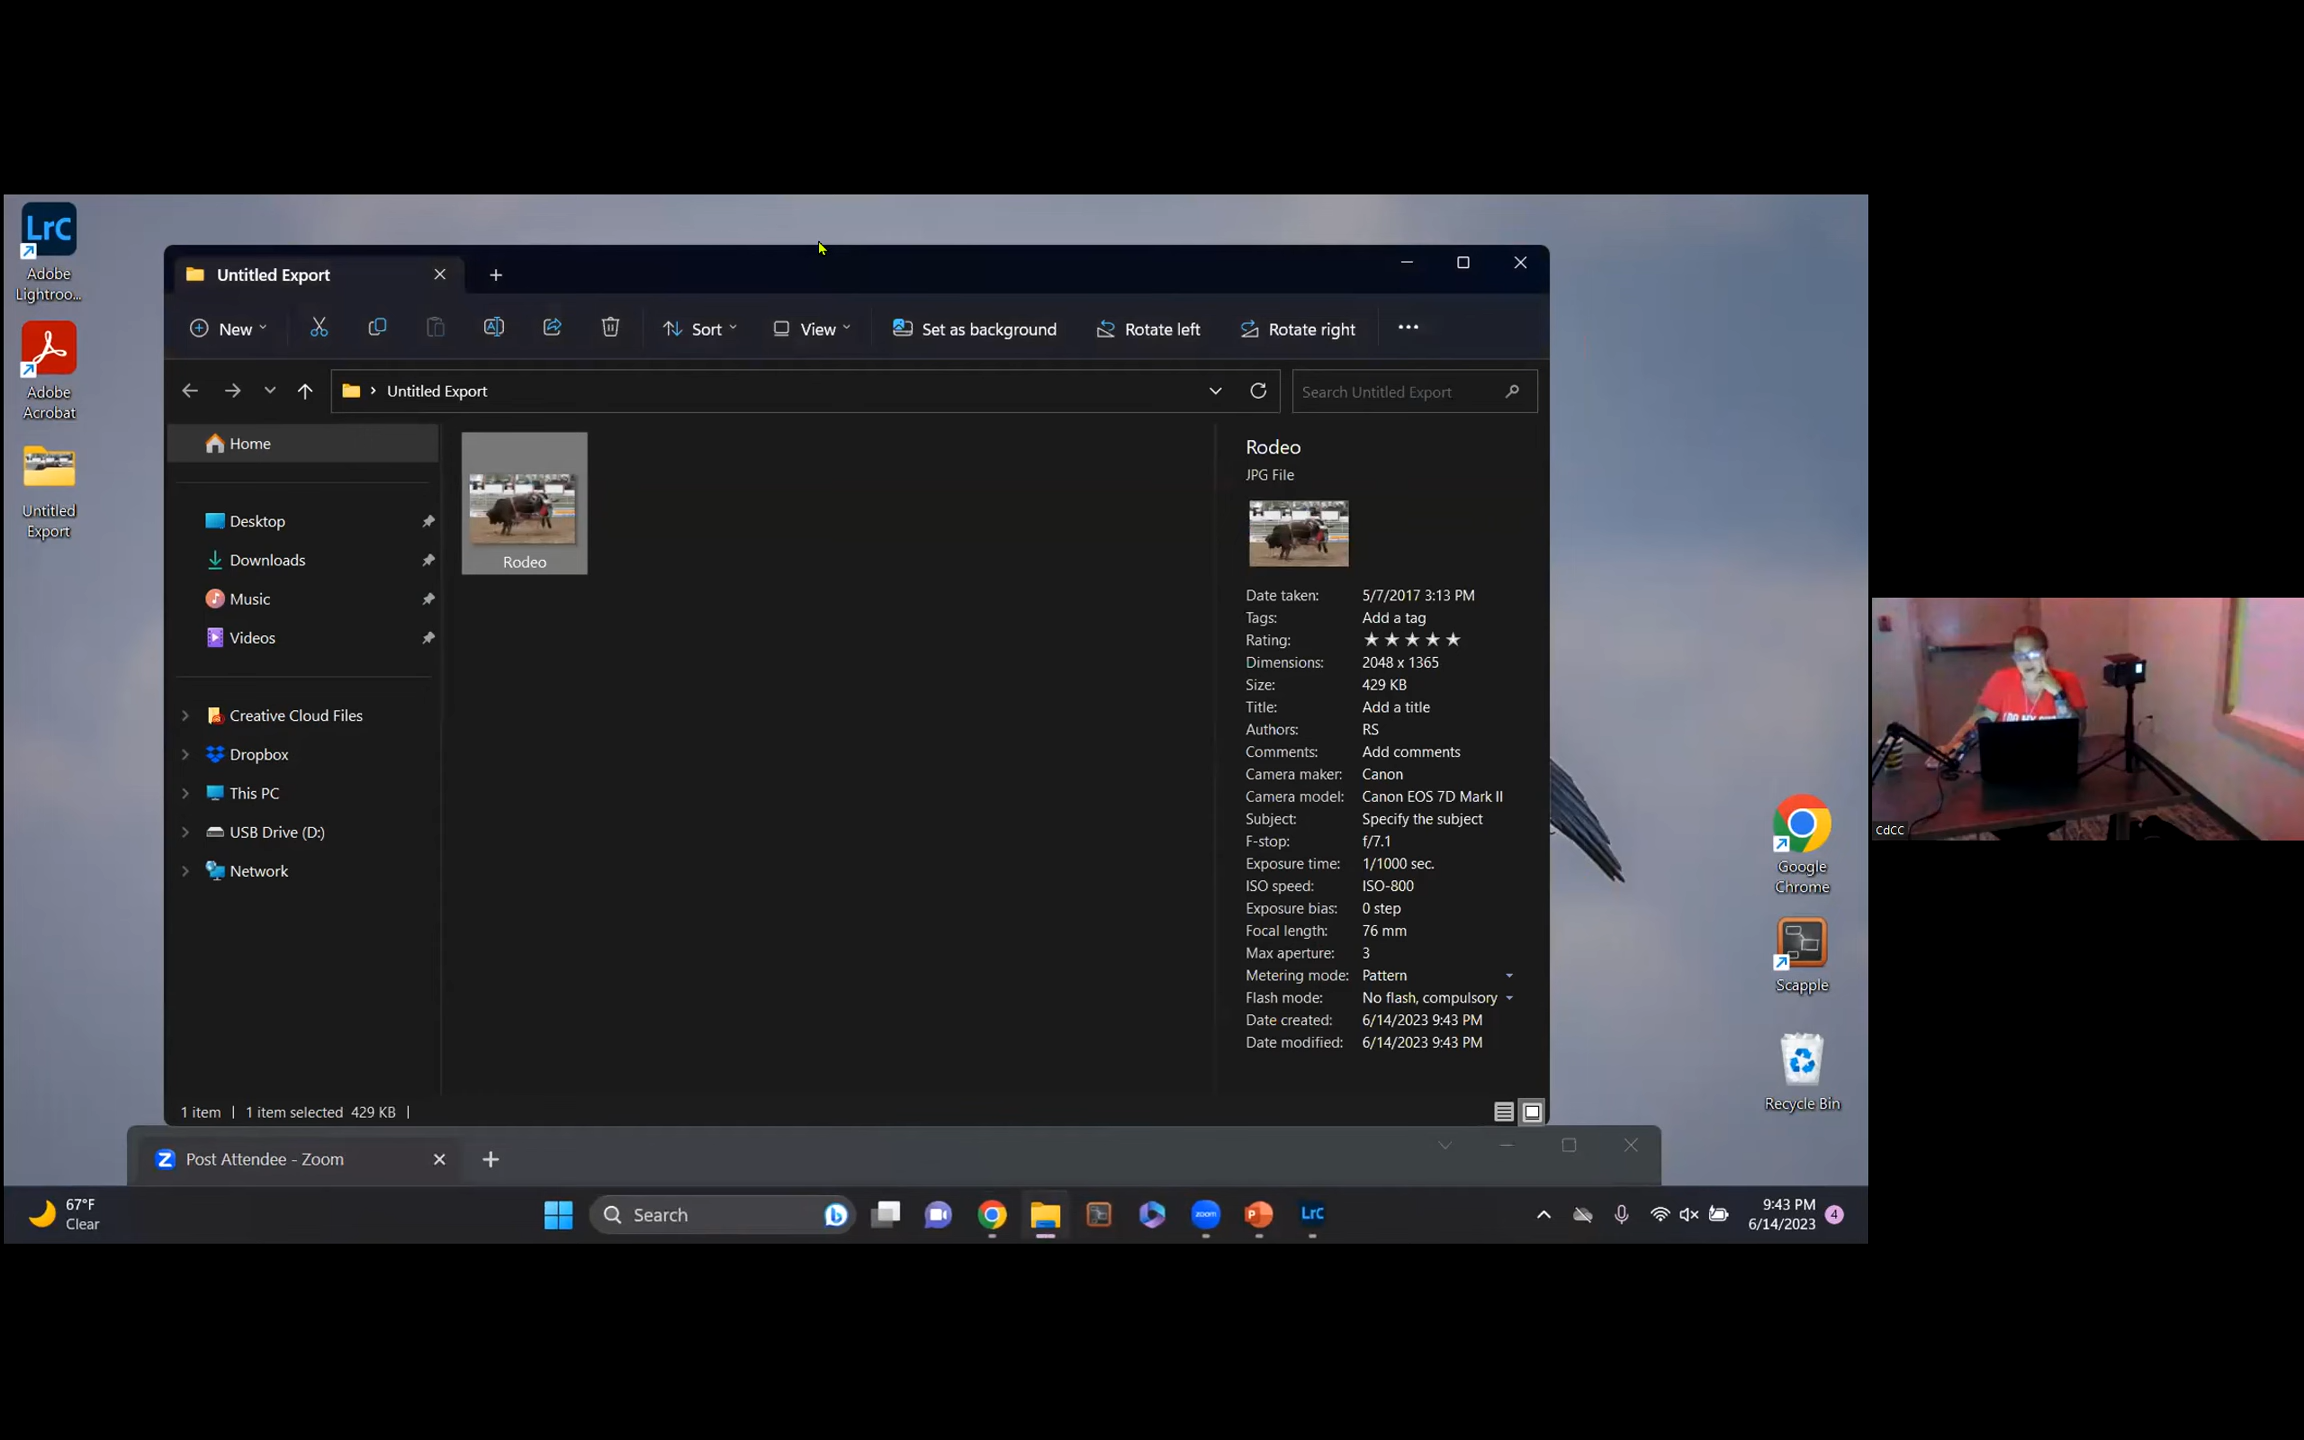 LrC
Adobe
Lightroo...
Adobe
Acrobat
Untitled
Export
Untitled Export
New
Sort
View
Set as background
Rotate left
Rotate right
Untitled Export
Search Untitled Export
Home
Desktop
Downloads
Music
Videos
Creative Cloud Files
Dropbox
This PC
USB Drive (D:)
Network
Rodeo
Rodeo
JPG File
Date taken: 5/7/2017 3:13 PM
Tags: Add a tag
Rating: ★ ★ ★ ★ ★
Dimensions: 2048 x 1365
Size: 429 KB
Title: Add a title
Authors: RS
Comments: Add comments
Camera maker: Canon
Camera model: Canon EOS 7D Mark II
Subject: Specify the subject
F-stop: f/7.1
Exposure time: 1/1000 sec.
ISO speed: ISO-800
Exposure bias: 0 step
Focal length: 76 mm
Max aperture: 3
Metering mode: Pattern
Flash mode: No flash, compulsory
Date created: 6/14/2023 9:43 PM
Date modified: 6/14/2023 9:43 PM
1 item | 1 item selected 429 KB |
Post Attendee - Zoom
Google
Chrome
Scapple
Recycle Bin
CdCC
67°F
Clear
Search
zoom
LrC
9:43 PM
6/14/2023
4